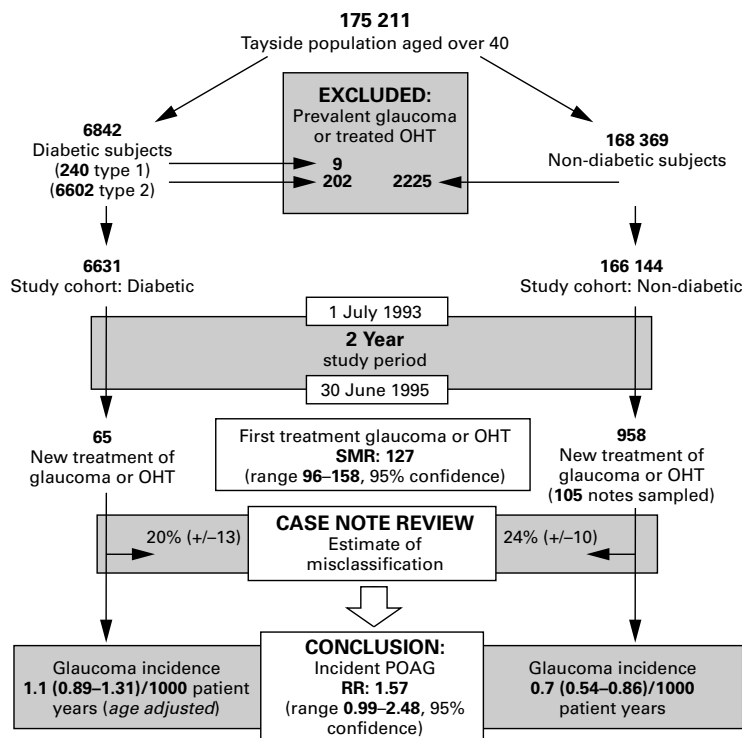 175 211
Tayside population aged over 40
EXCLUDED:
Prevalent glaucoma
or treated OHT
9
202 2225
6842
Diabetic subjects
(240 type 1)
(6602 type 2)
168 369
Non-diabetic subjects
6631
Study cohort: Diabetic
166 144
Study cohort: Non-diabetic
1 July 1993
2 Year
study period
30 June 1995
65
New treatment of
glaucoma or OHT
First treatment glaucoma or OHT
SMR: 127
(range 96–158, 95% confidence)
958
New treatment of
glaucoma or OHT
(105 notes sampled)
20% (+/–13)
CASE NOTE REVIEW
Estimate of
misclassification
24% (+/–10)
Glaucoma incidence
1.1 (0.89–1.31)/1000 patient
years (age adjusted)
CONCLUSION:
Incident POAG
RR: 1.57
(range 0.99–2.48, 95%
confidence)
Glaucoma incidence
0.7 (0.54–0.86)/1000
patient years